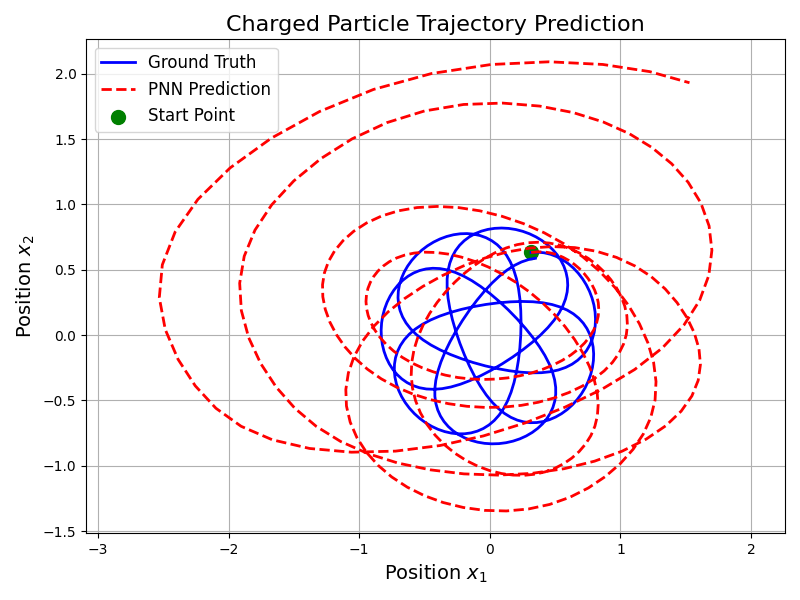 Charged Particle Trajectory Prediction
Ground Truth
PNN Prediction
Start Point
2.0
1.5
1.0
0.5
0.0
−0.5
−1.0
−1.5
Position x₂
−3
−2
−1
0
1
2
Position x₁